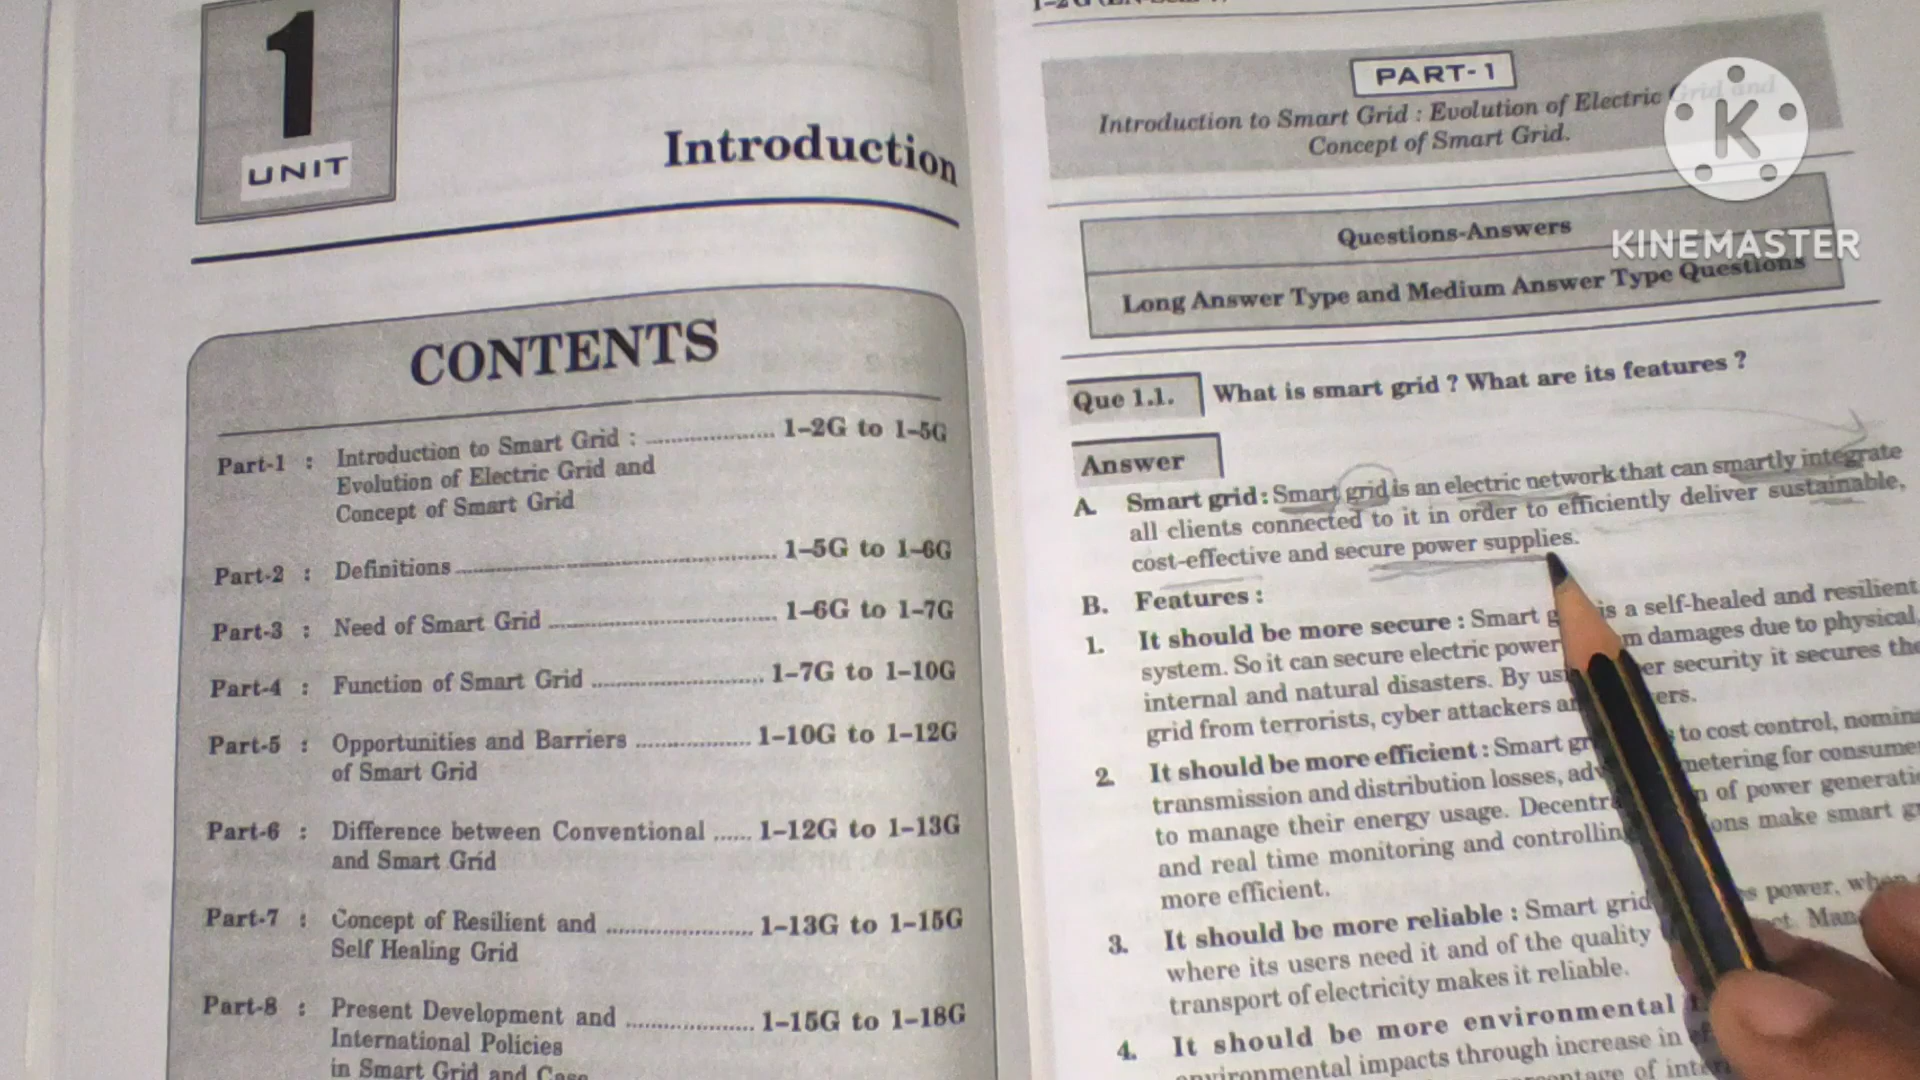 1
UNIT
Introduction
CONTENTS
Part-1 : Introduction to Smart Grid : .................... 1–2G to 1–5G
Evolution of Electric Grid and
Concept of Smart Grid
Part-2 : Definitions .................... 1–5G to 1–6G
Part-3 : Need of Smart Grid .................... 1–6G to 1–7G
Part-4 : Function of Smart Grid .................... 1–7G to 1–10G
Part-5 : Opportunities and Barriers .................. 1–10G to 1–12G
of Smart Grid
Part-6 : Difference between Conventional ...... 1–12G to 1–13G
and Smart Grid
Part-7 : Concept of Resilient and .................... 1–13G to 1–15G
Self Healing Grid
Part-8 : Present Development and .................. 1–15G to 1–18G
International Policies
in Smart Grid and Case
PART-1
Introduction to Smart Grid : Evolution of Electric Grid and
Concept of Smart Grid.
K
KINEMASTER
Questions-Answers
Long Answer Type and Medium Answer Type Questions
Que 1.1. What is smart grid ? What are its features ?
Answer
A. Smart grid : Smart grid is an electric network that can smartly integrate
all clients connected to it in order to efficiently deliver sustainable,
cost-effective and secure power supplies.
B. Features :
1. It should be more secure : Smart is a self-healed and resilient
system. So it can secure electric power damages due to physical,
internal and natural disasters. By security it secures the
grid from terrorists, cyber attackers
2. It should be more efficient : Smart to cost control,
transmission and distribution losses, metering for
to manage their energy usage. of power
and real time monitoring and make smart
more efficient.
3. It should be more reliable : Smart grid power, when
where its users need it and of the quality
transport of electricity makes it reliable.
4. It should be more environmental
environmental impacts through increase in
of